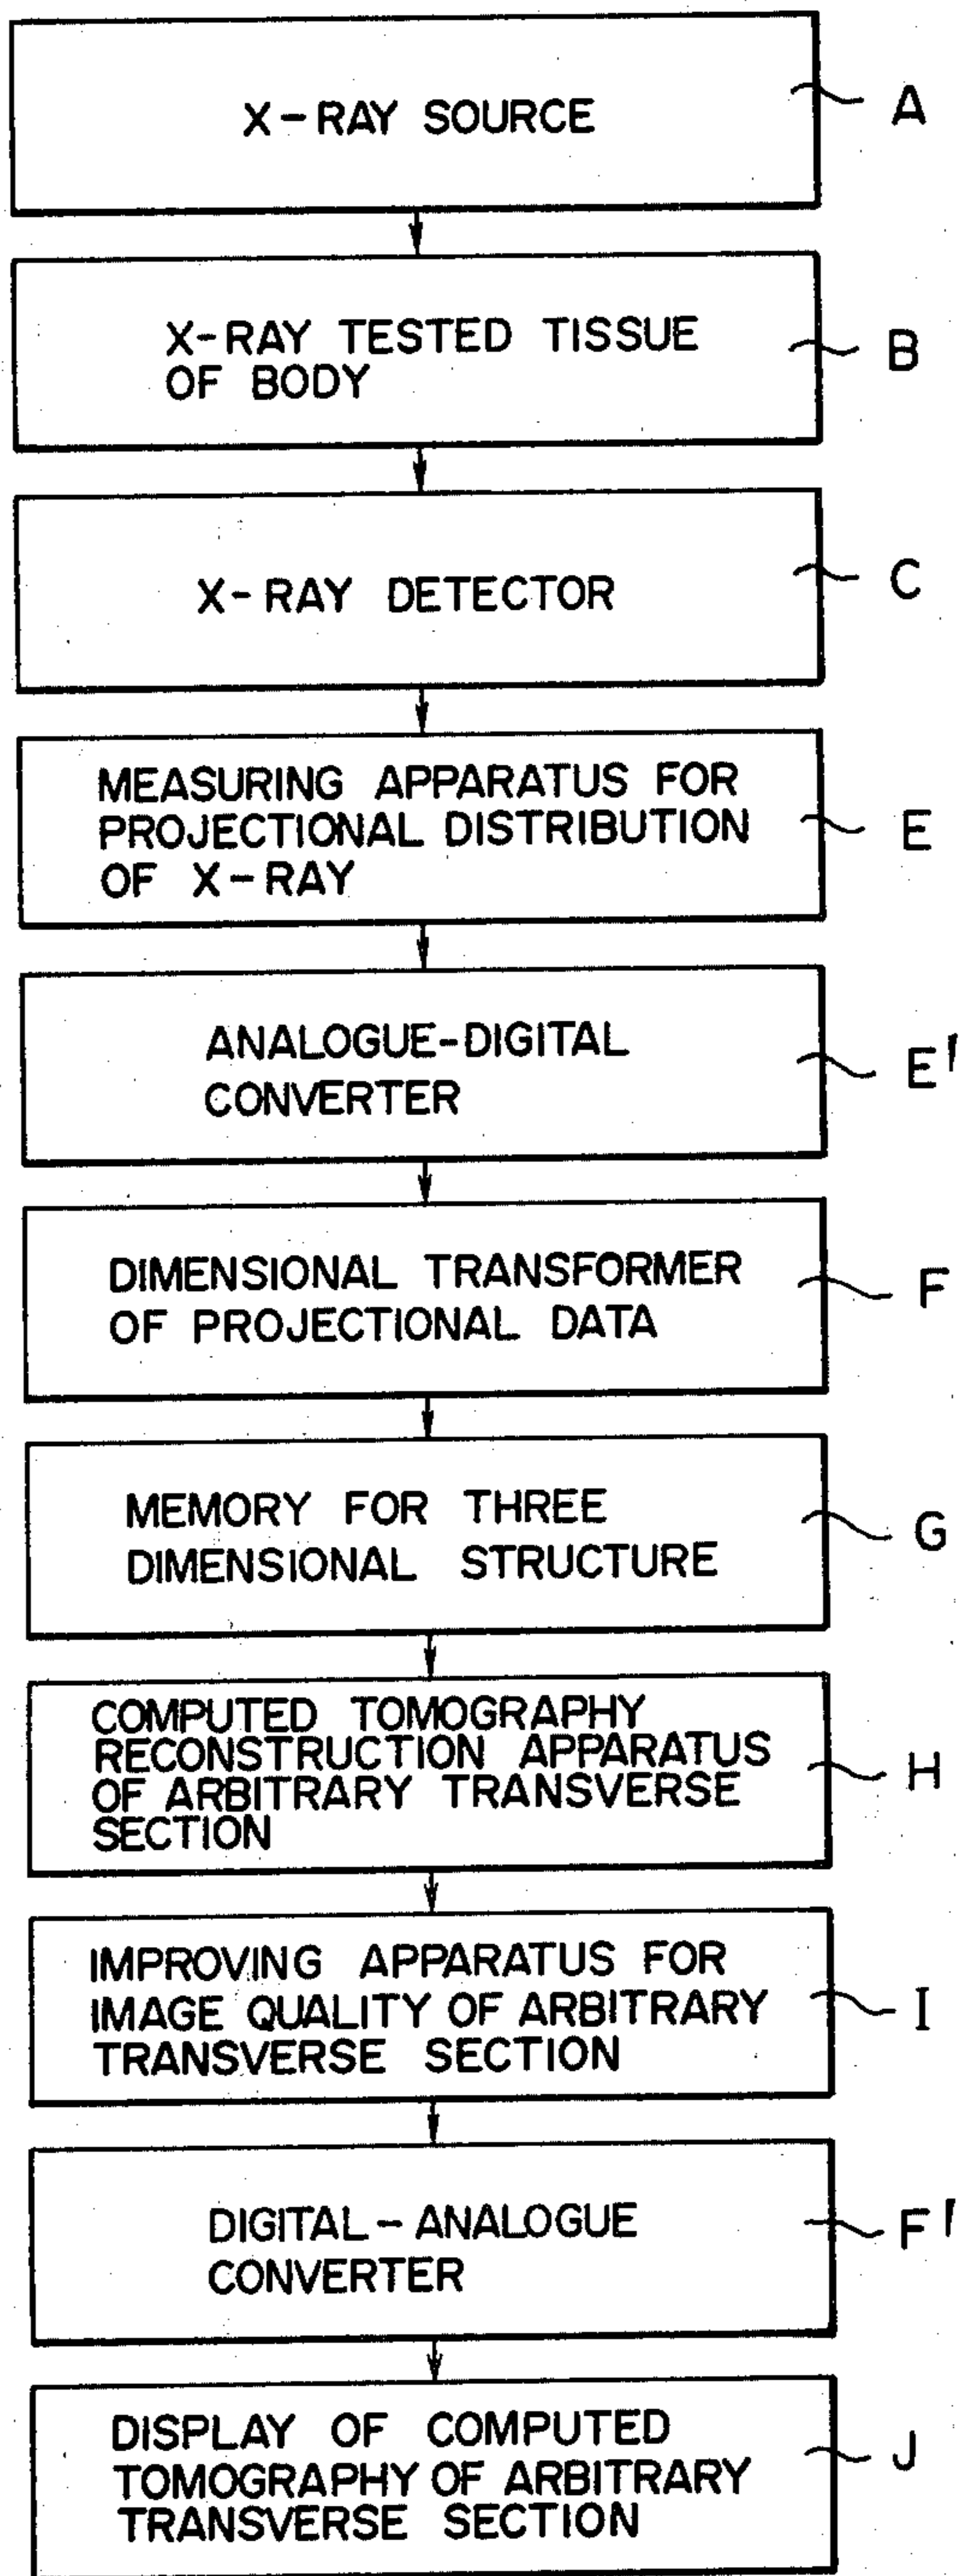 X-RAY SOURCE
A
X-RAY TESTED TISSUE
OF BODY
B
X-RAY DETECTOR
C
MEASURING APPARATUS FOR
PROJECTIONAL DISTRIBUTION
OF X-RAY
E
ANALOGUE-DIGITAL
CONVERTER
E'
DIMENSIONAL TRANSFORMER
OF PROJECTIONAL DATA
F
MEMORY FOR THREE
DIMENSIONAL STRUCTURE
G
COMPUTED TOMOGRAPHY
RECONSTRUCTION APPARATUS
OF ARBITRARY TRANSVERSE
SECTION
H
IMPROVING APPARATUS FOR
IMAGE QUALITY OF ARBITRARY
TRANSVERSE SECTION
I
DIGITAL-ANALOGUE
CONVERTER
F'
DISPLAY OF COMPUTED
TOMOGRAPHY OF ARBITRARY
TRANSVERSE SECTION
J